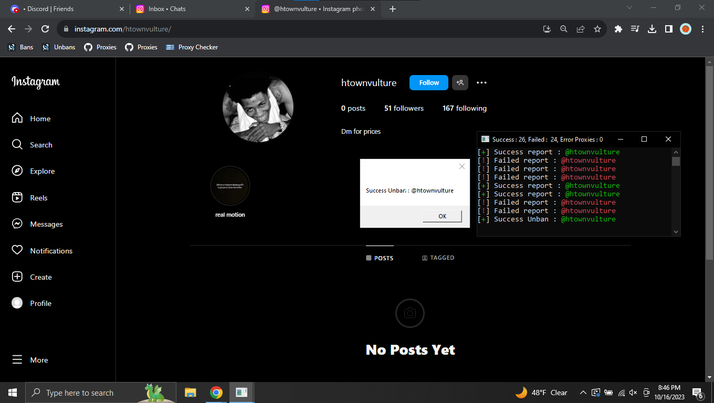 • Discord | Friends
Inbox • Chats
@htownvulture • Instagram pho
instagram.com/htownvulture/
Bans
Unbans
Proxies
Proxies
Proxy Checker
Instagram
Home
Search
Explore
Reels
Messages
Notifications
Create
Profile
More
htownvulture
Follow
0 posts
51 followers
167 following
Dm for prices
real motion
Success Unban : @htownvulture
OK
Success : 26, Failed : 24, Error Proxies : 0
[+] Success report : @htownvulture
[!] Failed report : @htownvulture
[!] Failed report : @htownvulture
[!] Failed report : @htownvulture
[+] Success report : @htownvulture
[+] Success report : @htownvulture
[!] Failed report : @htownvulture
[!] Failed report : @htownvulture
[+] Success Unban : @htownvulture
POSTS
TAGGED
No Posts Yet
Type here to search
48°F Clear
8:46 PM
10/16/2023